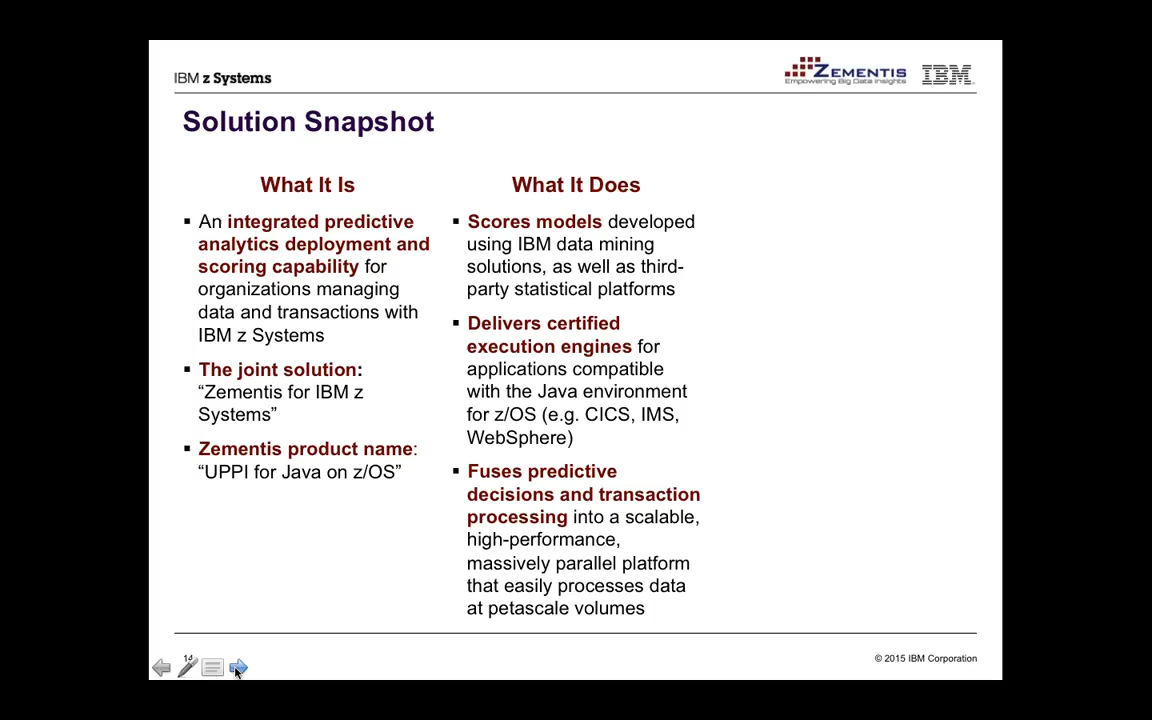 IBM z Systems
ZEMENTIS
Empowering Big Data Insights
IBM
Solution Snapshot
What It Is
▪ An integrated predictive
analytics deployment and
scoring capability for
organizations managing
data and transactions with
IBM z Systems
▪ The joint solution:
“Zementis for IBM z
Systems”
▪ Zementis product name:
“UPPI for Java on z/OS”
What It Does
▪ Scores models developed
using IBM data mining
solutions, as well as third-
party statistical platforms
▪ Delivers certified
execution engines for
applications compatible
with the Java environment
for z/OS (e.g. CICS, IMS,
WebSphere)
▪ Fuses predictive
decisions and transaction
processing into a scalable,
high-performance,
massively parallel platform
that easily processes data
at petascale volumes
© 2015 IBM Corporation